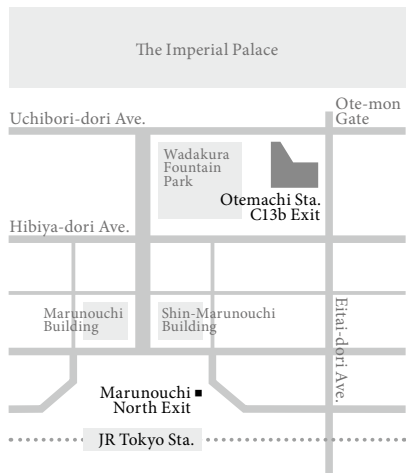 The Imperial Palace
Ote-mon
Gate
Uchibori-dori Ave.
Wadakura
Fountain
Park
Otemachi Sta.
C13b Exit
Hibiya-dori Ave.
Marunouchi
Building
Shin-Marunouchi
Building
Eitai-dori Ave.
Marunouchi
North Exit
JR Tokyo Sta.